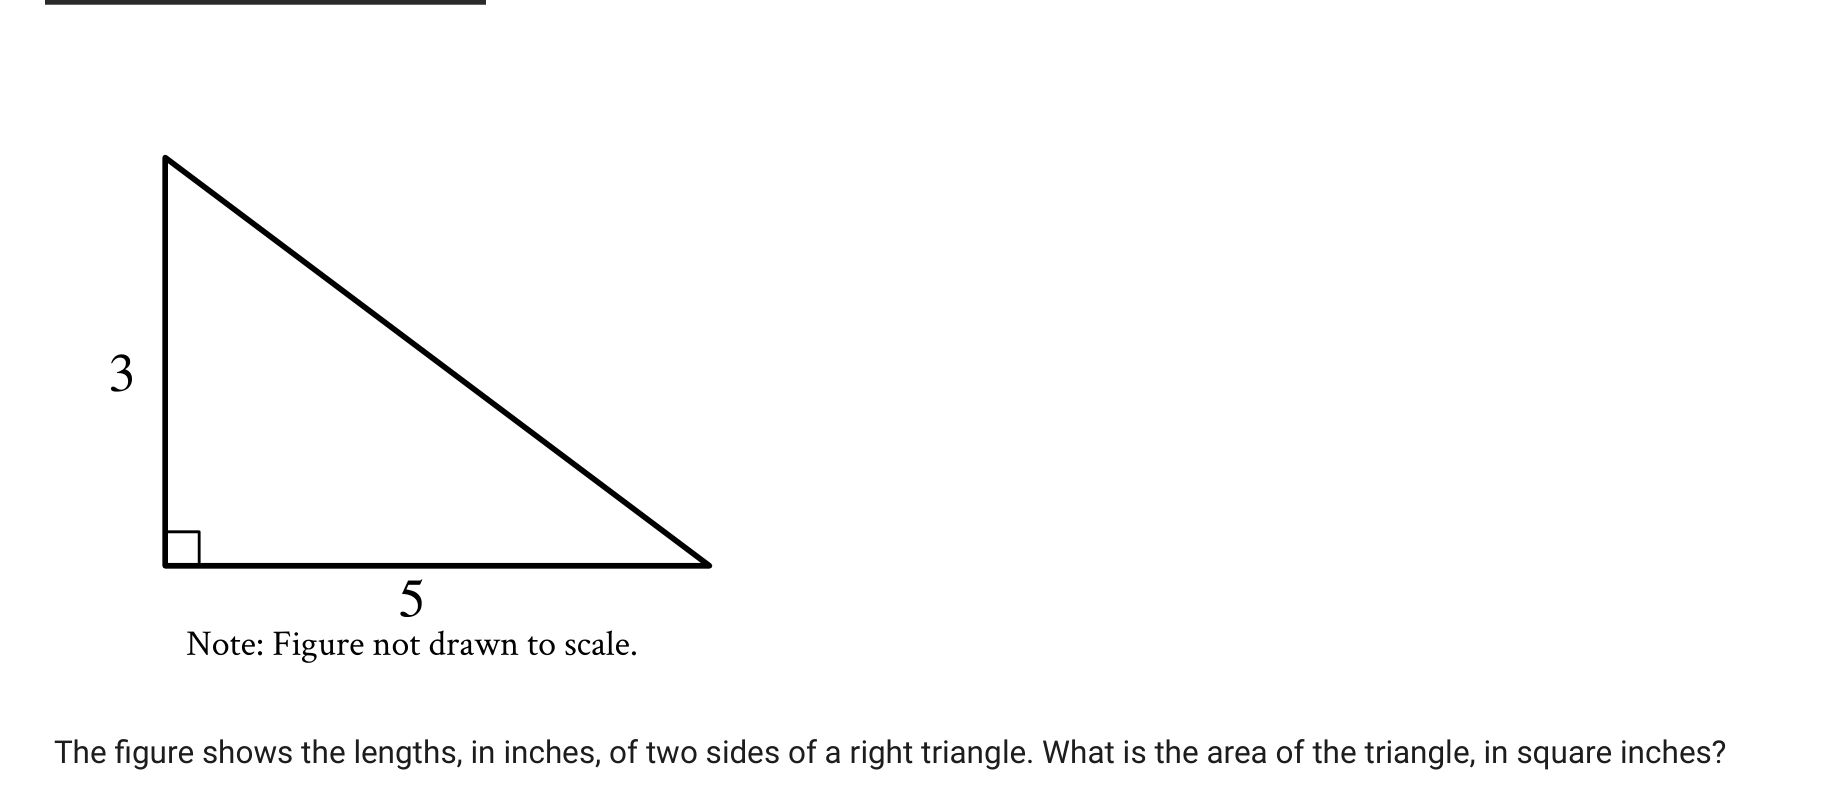 3
5
Note: Figure not drawn to scale.
The figure shows the lengths, in inches, of two sides of a right triangle. What is the area of the triangle, in square inches?